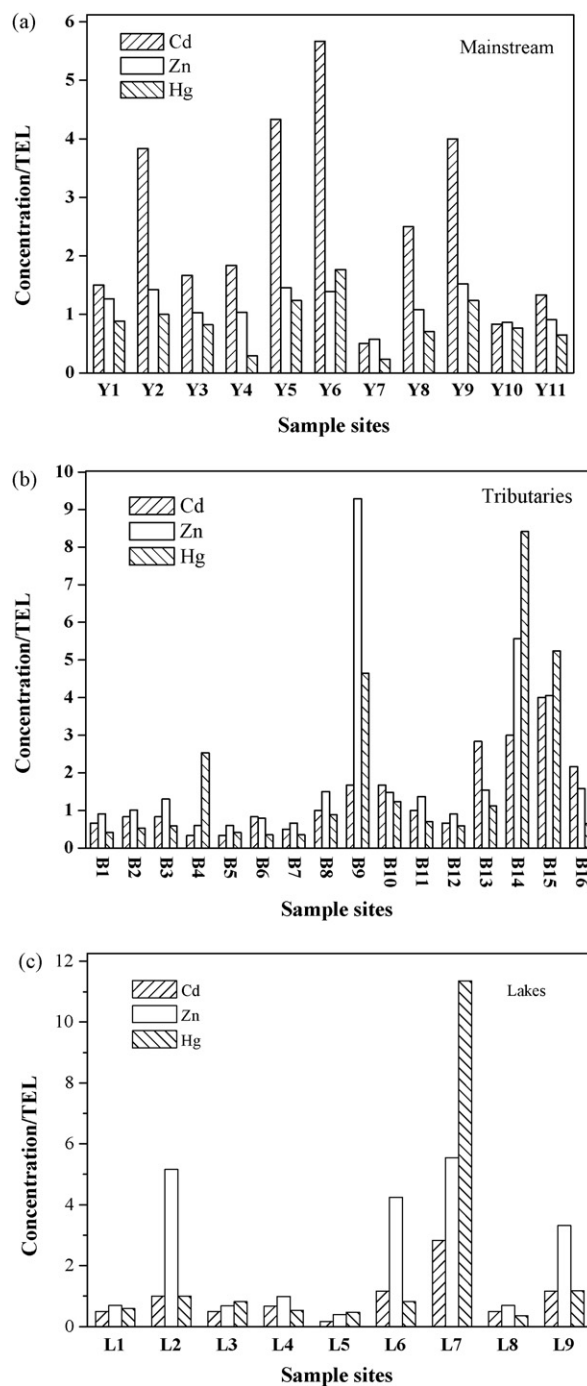 (a)
Mainstream
Cd
Zn
Hg
Concentration/TEL
6
5
4
3
2
1
0
Y1 Y2 Y3 Y4 Y5 Y6 Y7 Y8 Y9 Y10 Y11
Sample sites
(b)
Tributaries
Cd
Zn
Hg
Concentration/TEL
10
9
8
7
6
5
4
3
2
1
0
B1 B2 B3 B4 B5 B6 B7 B8 B9 B10 B11 B12 B13 B14 B15 B16
Sample sites
(c)
Lakes
Cd
Zn
Hg
Concentration/TEL
12
10
8
6
4
2
0
L1 L2 L3 L4 L5 L6 L7 L8 L9
Sample sites